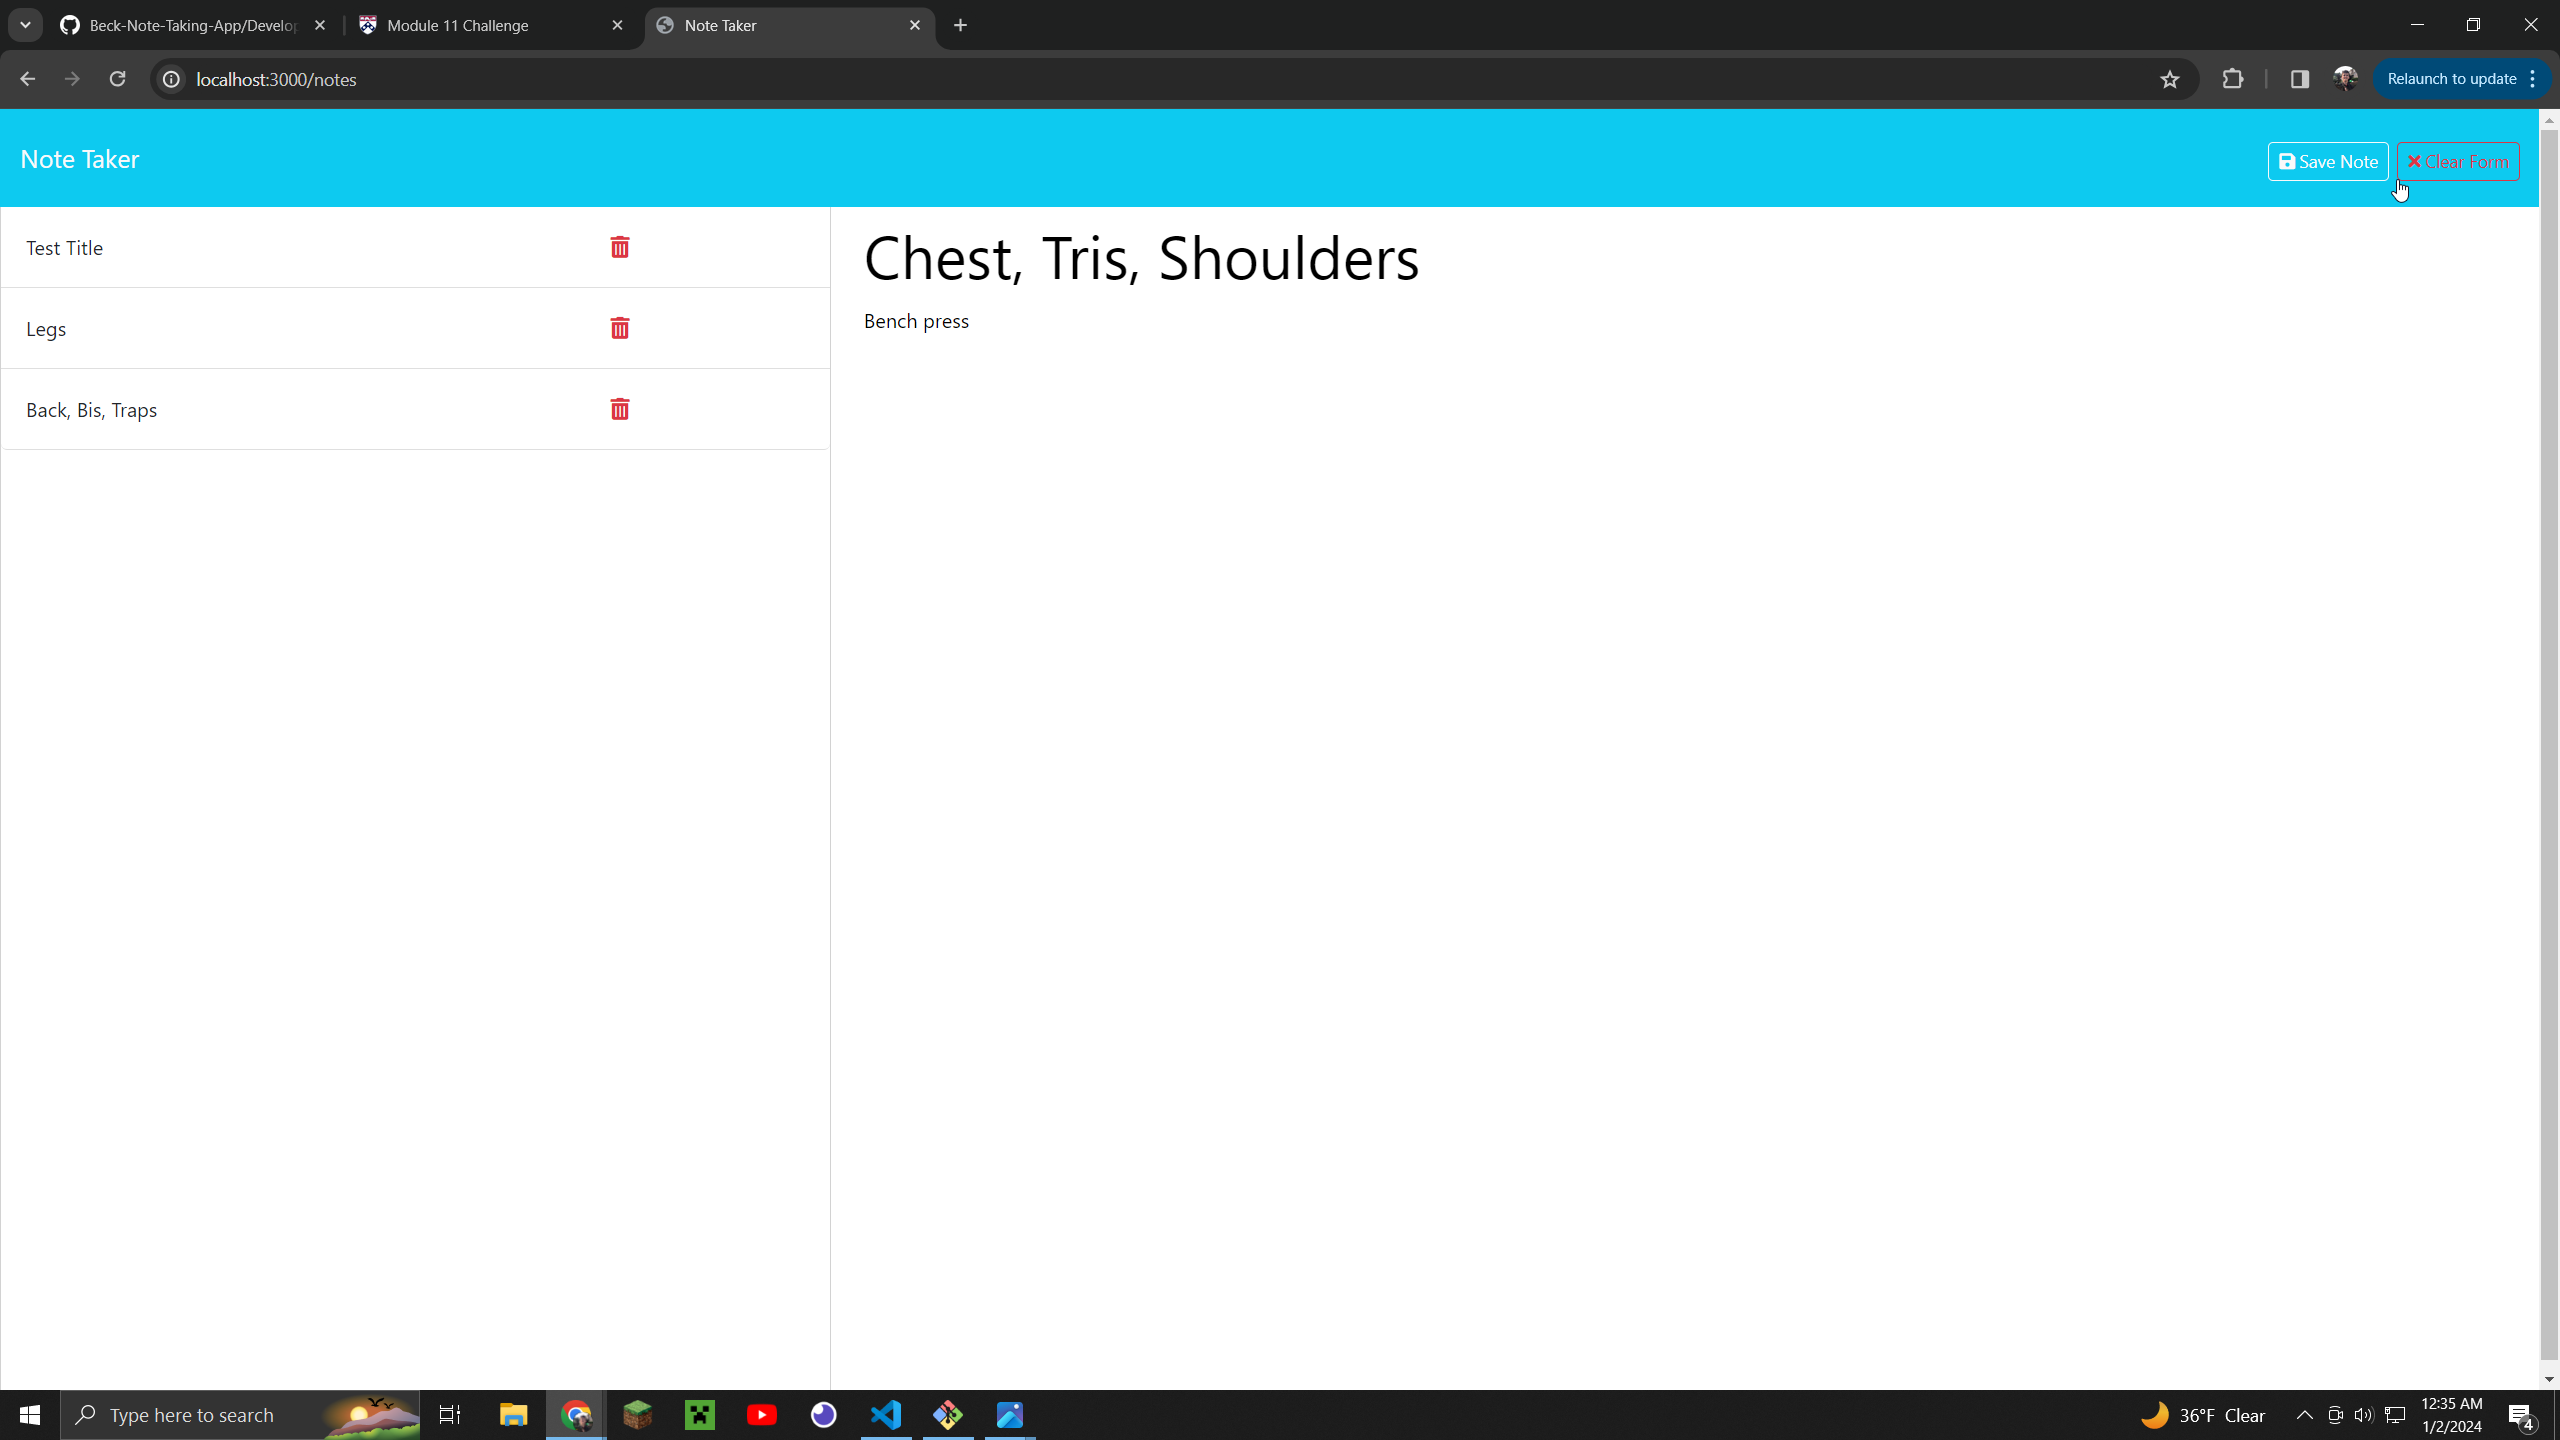 Beck-Note-Taking-App/Develop
Module 11 Challenge
Note Taker
localhost:3000/notes
Relaunch to update
Note Taker
Save Note
Clear Form
Test Title
Legs
Back, Bis, Traps
Chest, Tris, Shoulders
Bench press
Type here to search
36°F Clear
12:35 AM
1/2/2024
4